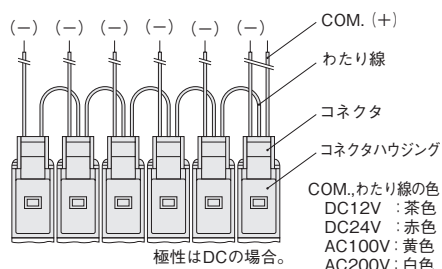 (−) (−) (−) (−) (−) (−)
COM. (+)
わたり線
コネクタ
コネクタハウジング
COM.,わたり線の色
DC12V :茶色
DC24V :赤色
AC100V:黄色
AC200V:白色
極性はDCの場合。